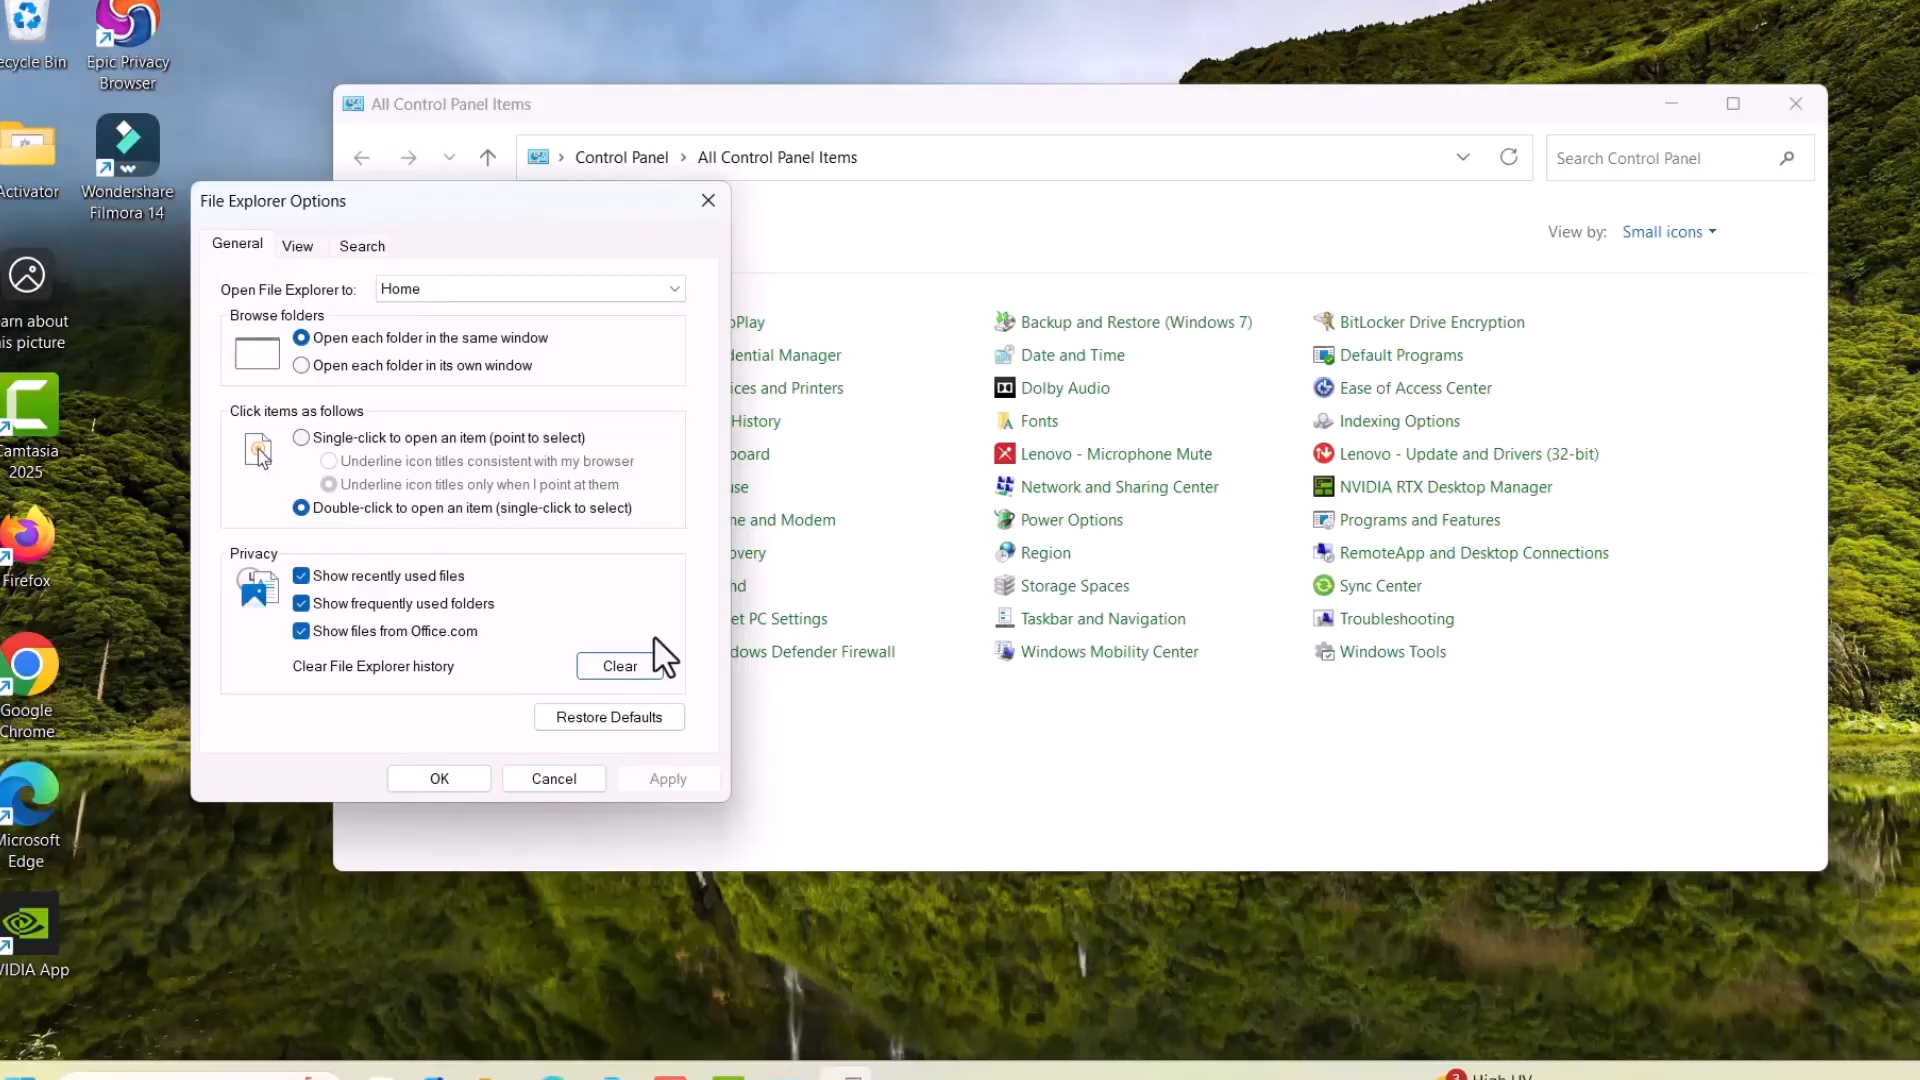 ecycle Bin
Epic Privacy
Browser
Activator
Wondershare
Filmora 14
arn about
is picture
Camtasia
2025
Firefox
Google
Chrome
Microsoft
Edge
VIDIA App
All Control Panel Items
Control Panel
All Control Panel Items
Search Control Panel
View by:
Small icons
oPlay
Backup and Restore (Windows 7)
BitLocker Drive Encryption
dential Manager
Date and Time
Default Programs
ices and Printers
Dolby Audio
Ease of Access Center
History
Fonts
Indexing Options
board
Lenovo - Microphone Mute
Lenovo - Update and Drivers (32-bit)
use
Network and Sharing Center
NVIDIA RTX Desktop Manager
ne and Modem
Power Options
Programs and Features
overy
Region
RemoteApp and Desktop Connections
nd
Storage Spaces
Sync Center
et PC Settings
Taskbar and Navigation
Troubleshooting
dows Defender Firewall
Windows Mobility Center
Windows Tools
File Explorer Options
General
View
Search
Open File Explorer to:
Home
Browse folders
Open each folder in the same window
Open each folder in its own window
Click items as follows
Single-click to open an item (point to select)
Underline icon titles consistent with my browser
Underline icon titles only when I point at them
Double-click to open an item (single-click to select)
Privacy
Show recently used files
Show frequently used folders
Show files from Office.com
Clear File Explorer history
Clear
Restore Defaults
OK
Cancel
Apply
High UV